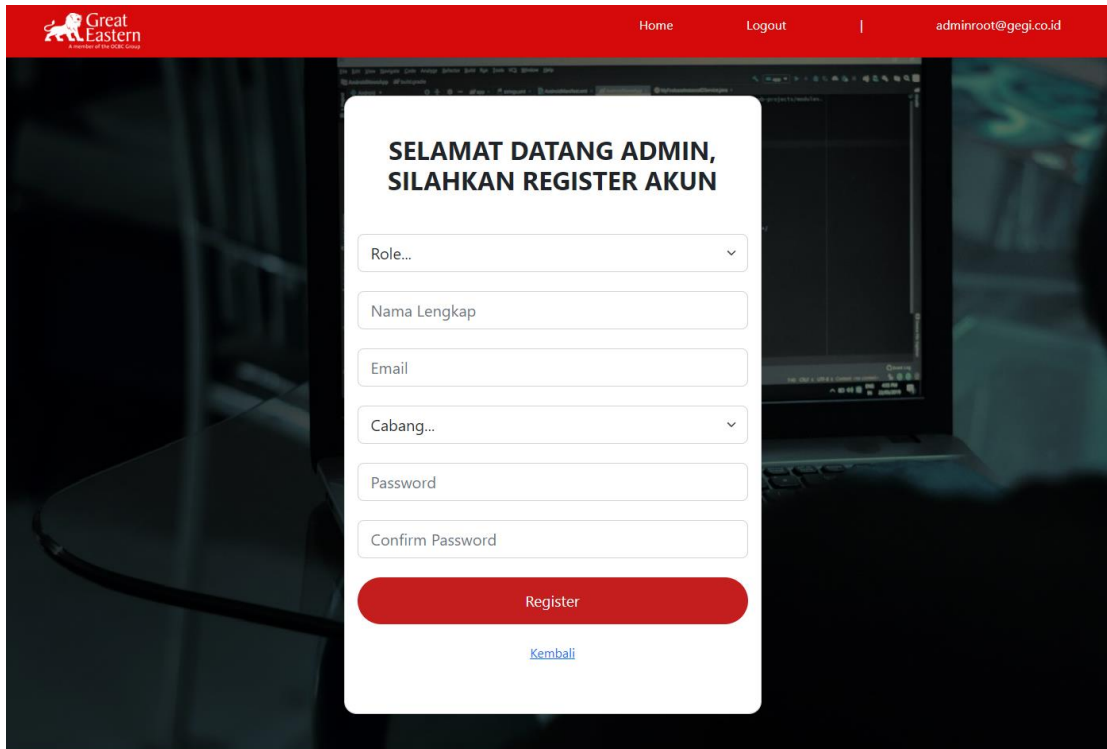 Great
Eastern
A member of the OCBC Group
Home
Logout
|
adminroot@gegi.co.id
SELAMAT DATANG ADMIN,
SILAHKAN REGISTER AKUN
Role...
Nama Lengkap
Email
Cabang...
Password
Confirm Password
Register
Kembali